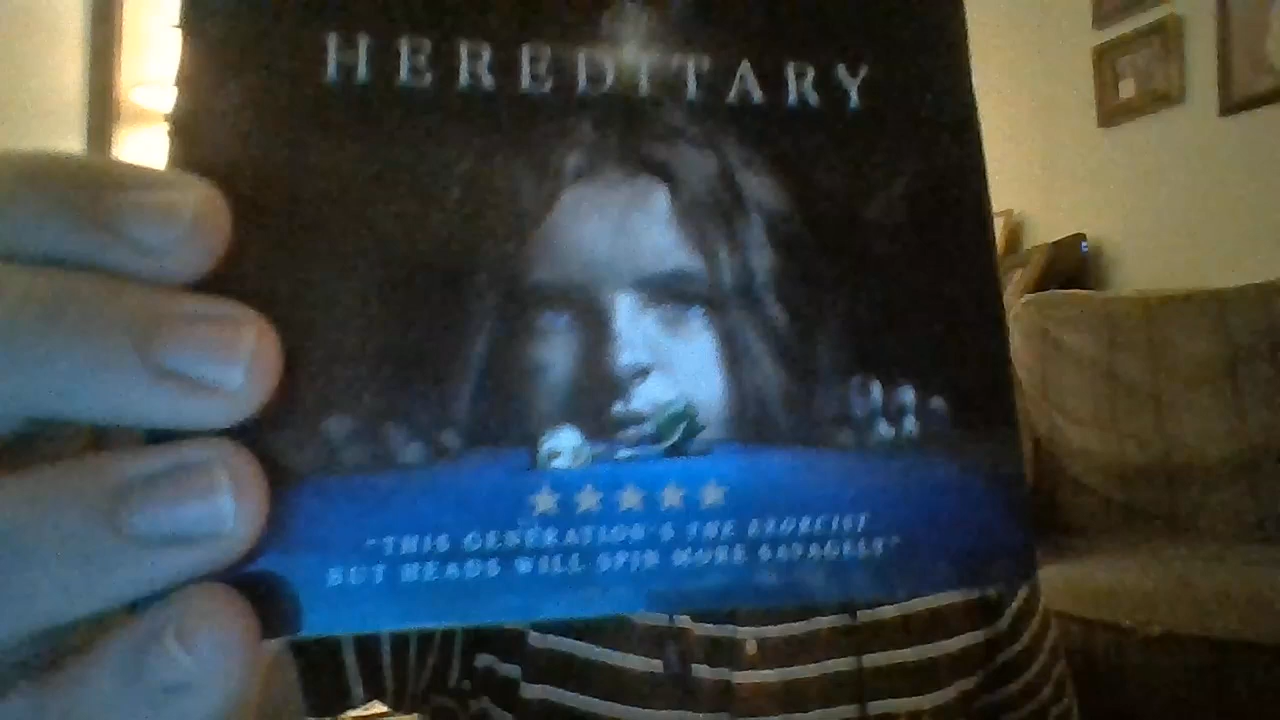 HEREDITARY
"THIS GENERATION'S THE EXORCIST
BUT HEADS WILL SPIN MORE SAVAGELY"